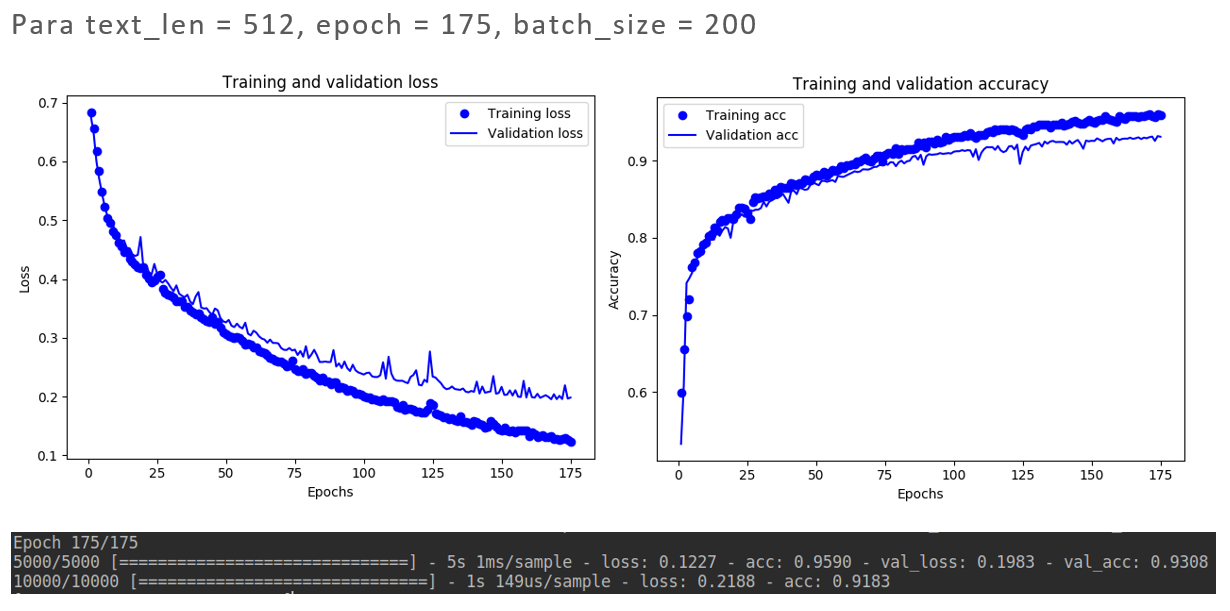 Para text_len = 512, epoch = 175, batch_size = 200
Training and validation loss
Training loss
Validation loss
0.7
0.6
0.5
0.4
0.3
0.2
0.1
Loss
0 25 50 75 100 125 150 175
Epochs
Training and validation accuracy
Training acc
Validation acc
0.9
0.8
0.7
0.6
Accuracy
0 25 50 75 100 125 150 175
Epochs
Epoch 175/175
5000/5000 [==============================] - 5s 1ms/sample - loss: 0.1227 - acc: 0.9590 - val_loss: 0.1983 - val_acc: 0.9308
10000/10000 [==============================] - 1s 149us/sample - loss: 0.2188 - acc: 0.9183